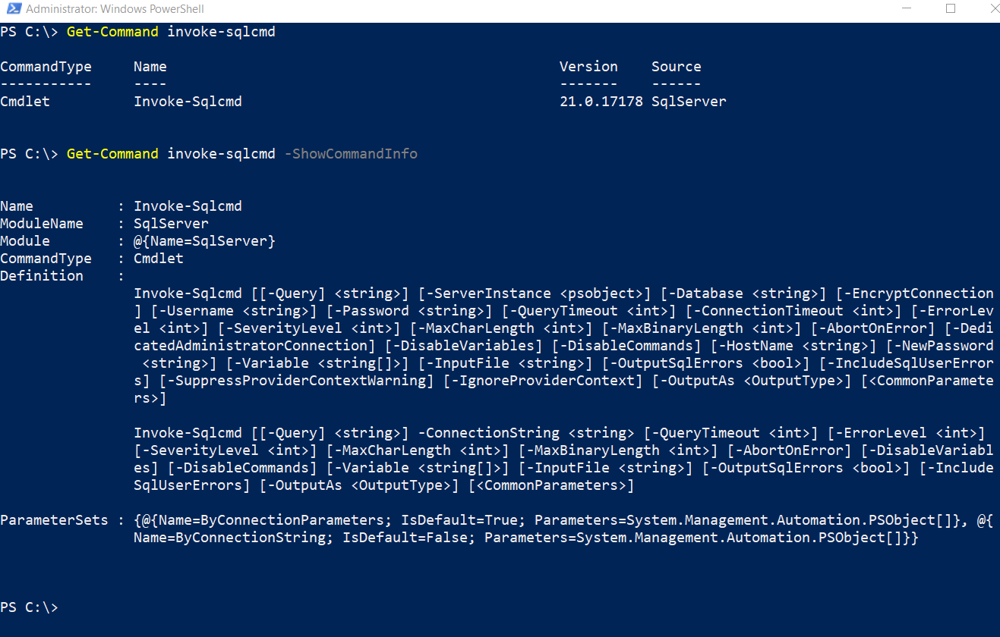 Administrator: Windows PowerShell
PS C:\> Get-Command invoke-sqlcmd
CommandType     Name                                               Version    Source
-----------     ----                                               -------    ------
Cmdlet          Invoke-Sqlcmd                                      21.0.17178 SqlServer
PS C:\> Get-Command invoke-sqlcmd -ShowCommandInfo
Name          : Invoke-Sqlcmd
ModuleName    : SqlServer
Module        : @{Name=SqlServer}
CommandType   : Cmdlet
Definition    :
Invoke-Sqlcmd [[-Query] <string>] [-ServerInstance <psobject>] [-Database <string>] [-EncryptConnection
] [-Username <string>] [-Password <string>] [-QueryTimeout <int>] [-ConnectionTimeout <int>] [-ErrorLev
el <int>] [-SeverityLevel <int>] [-MaxCharLength <int>] [-MaxBinaryLength <int>] [-AbortOnError] [-Dedi
catedAdministratorConnection] [-DisableVariables] [-DisableCommands] [-HostName <string>] [-NewPassword
<string>] [-Variable <string[]>] [-InputFile <string>] [-OutputSqlErrors <bool>] [-IncludeSqlUserError
s] [-SuppressProviderContextWarning] [-IgnoreProviderContext] [-OutputAs <OutputType>] [<CommonParamete
rs>]
Invoke-Sqlcmd [[-Query] <string>] -ConnectionString <string> [-QueryTimeout <int>] [-ErrorLevel <int>]
[-SeverityLevel <int>] [-MaxCharLength <int>] [-MaxBinaryLength <int>] [-AbortOnError] [-DisableVariabl
es] [-DisableCommands] [-Variable <string[]>] [-InputFile <string>] [-OutputSqlErrors <bool>] [-Include
SqlUserErrors] [-OutputAs <OutputType>] [<CommonParameters>]
ParameterSets : {@{Name=ByConnectionParameters; IsDefault=True; Parameters=System.Management.Automation.PSObject[]}, @{
Name=ByConnectionString; IsDefault=False; Parameters=System.Management.Automation.PSObject[]}}
PS C:\>